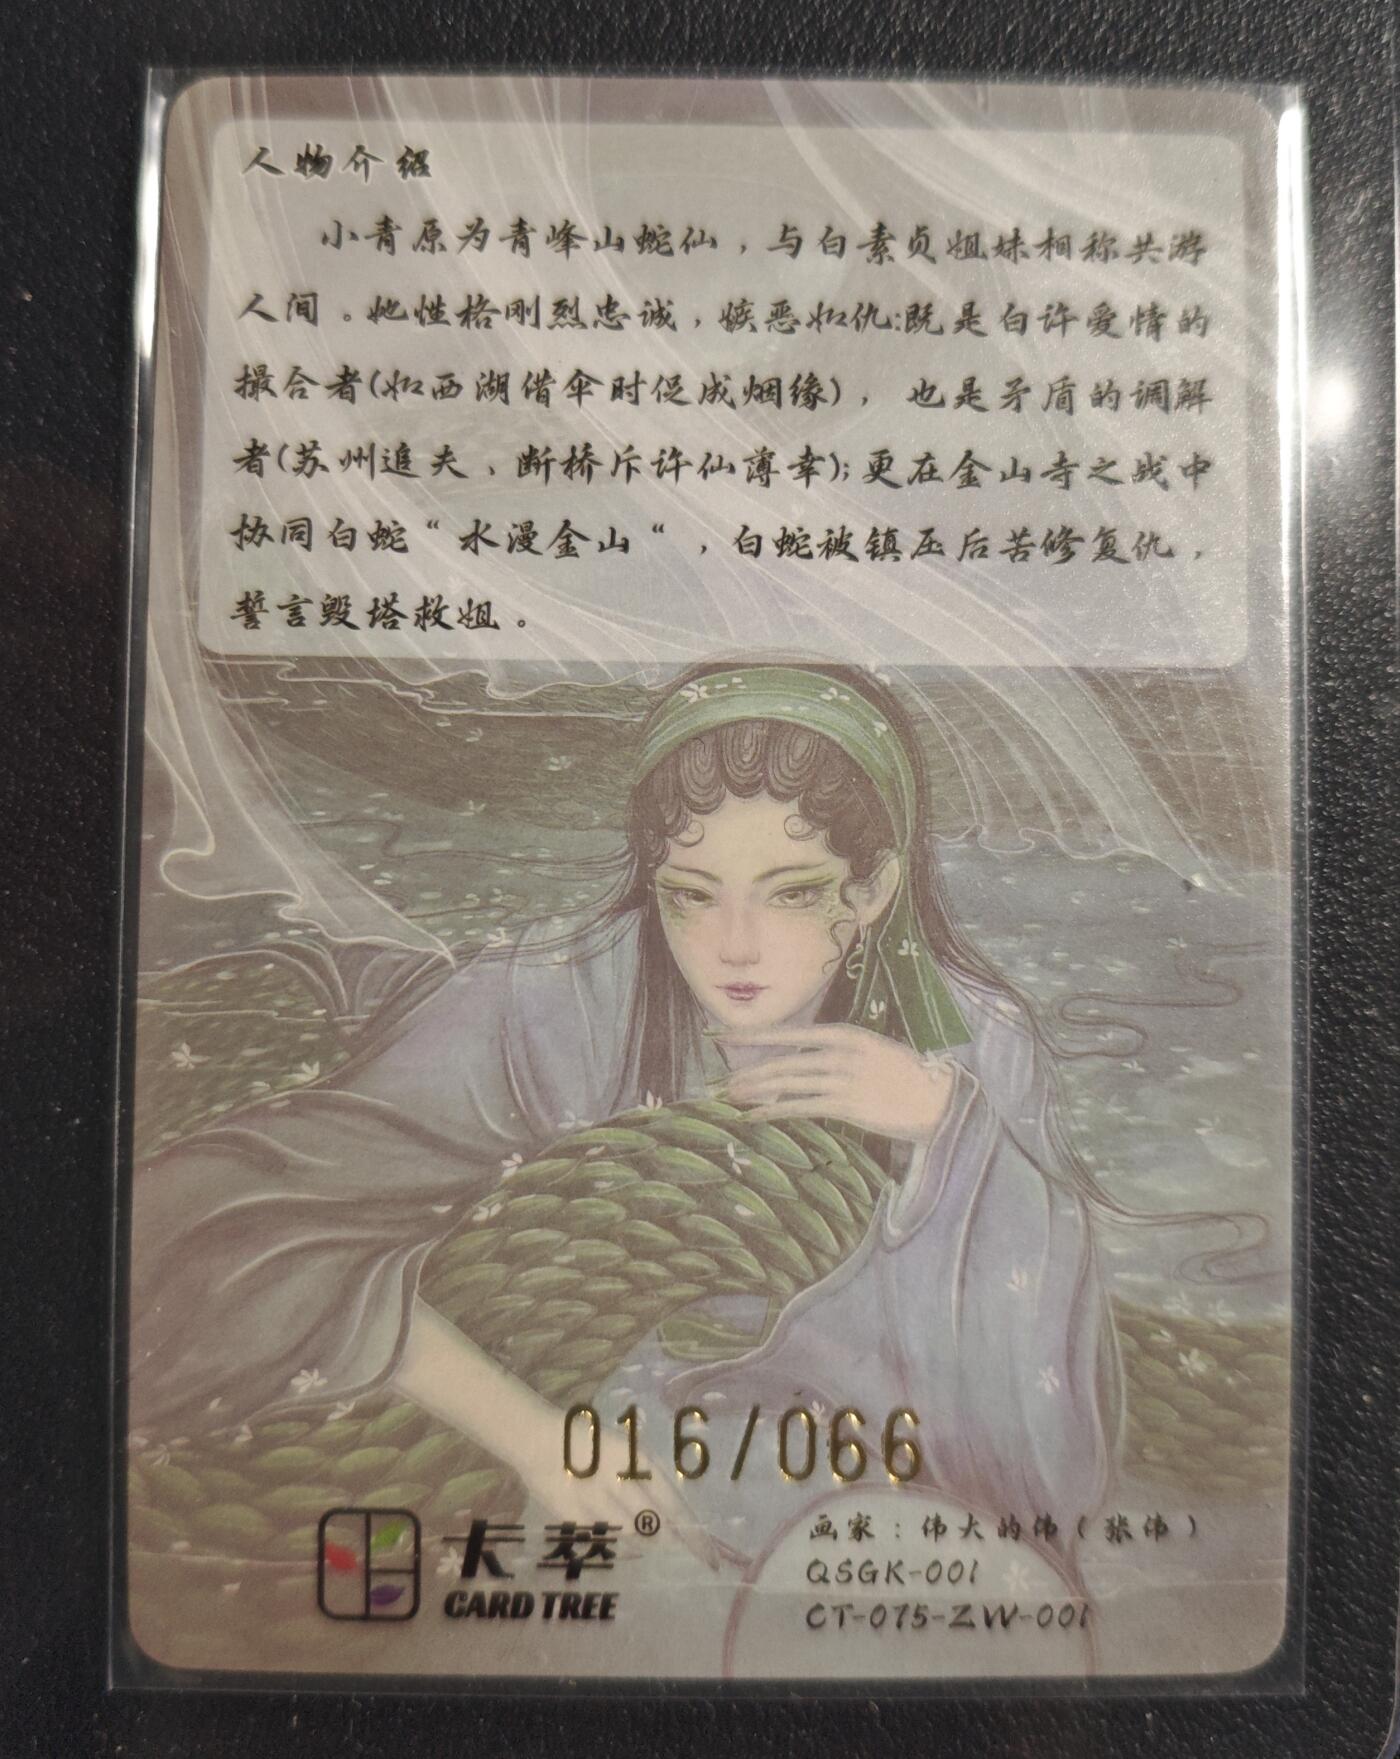 人物介绍
小青原为青峰山蛇仙，与白素贞姐妹相称共游
人间。她性格刚烈忠诚，嫉恶如仇:既是白许爱情的
撮合者(如西湖借伞时促成烟缘)，也是矛盾的调解
者(苏州追夫、断桥斥许仙薄幸);更在金山寺之战中
协同白蛇“水漫金山“，白蛇被镇压后苦修复仇，
誓言毁塔救姐。
016/066
卡萃®
CARD TREE
画家：伟大的伟（张伟）
QSGK-001
CT-075-ZW-001